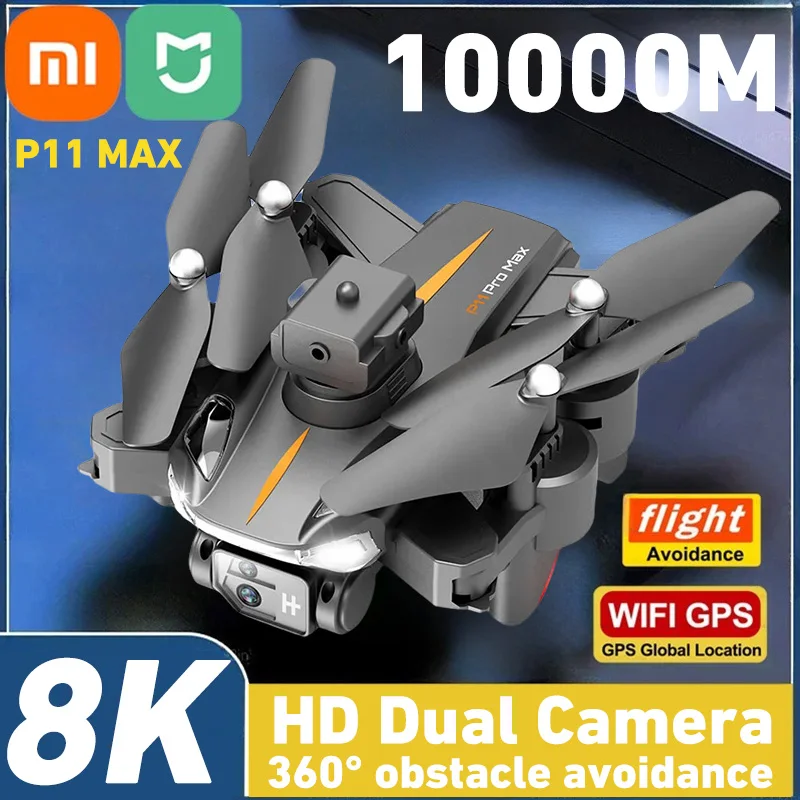 mi
10000M
P11 MAX
P11 Pro Max
flight
Avoidance
WIFI GPS
GPS Global Location
H
8K
HD Dual Camera
360° obstacle avoidance